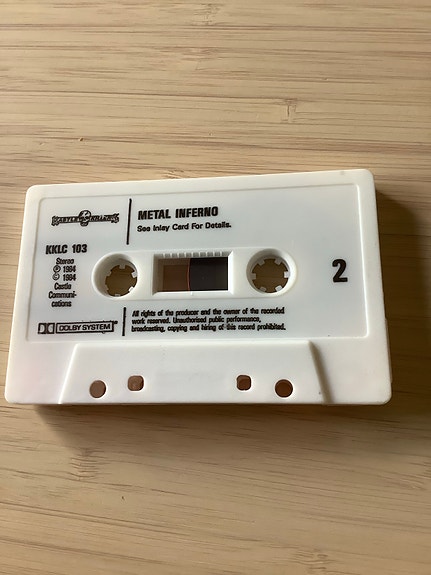 METAL INFERNO
See Inlay Card For Details.
KKLC 103
Stereo
℗ 1984
© 1984
Castle
Communi-
cations
2
DOLBY SYSTEM
All rights of the producer and the owner of the recorded
work reserved. Unauthorised public performance,
broadcasting, copying and hiring of this record prohibited.